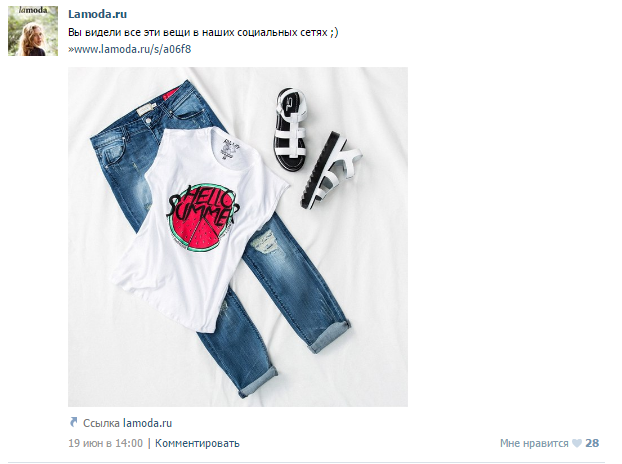 lamoda
Lamoda.ru
Вы видели все эти вещи в наших социальных сетях ;)
»www.lamoda.ru/s/a06f8
HELLO
SUMMER
Ссылка lamoda.ru
19 июн в 14:00 | Комментировать
Мне нравится 28